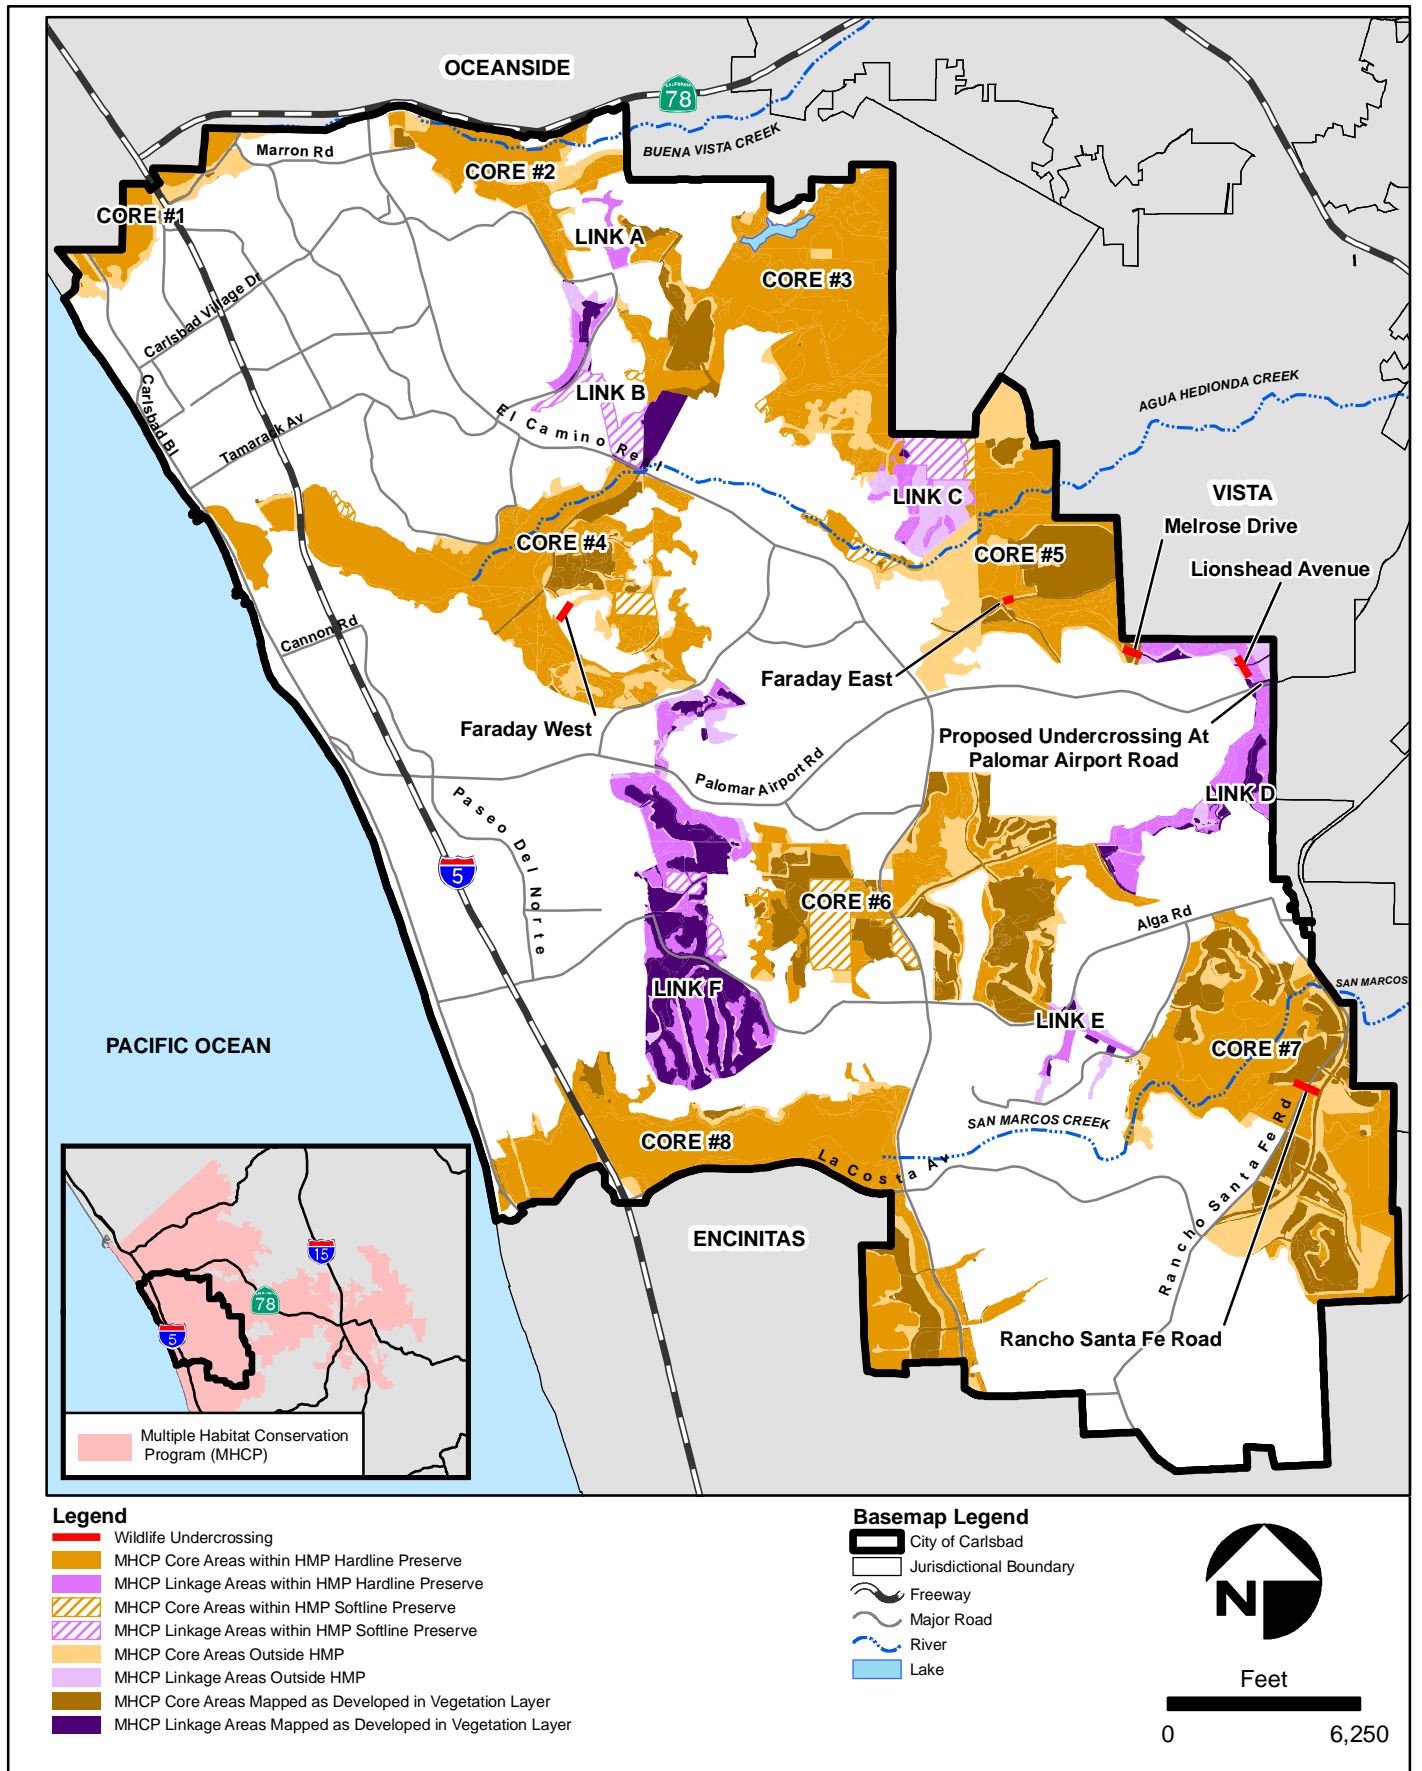 OCEANSIDE
CALIFORNIA
78
BUENA VISTA CREEK
Marron Rd
CORE #2
CORE #1
LINK A
CORE #3
Carlsbad Village Dr
Carlsbad Bl
LINK B
AGUA HEDIONDA CREEK
El Camino Real
Tamarack Av
LINK C
VISTA
Melrose Drive
CORE #4
CORE #5
Lionshead Avenue
Cannon Rd
Faraday East
Faraday West
Proposed Undercrossing At
Palomar Airport Road
Palomar Airport Rd
LINK D
Paseo Del Norte
5
CORE #6
Alga Rd
LINK F
SAN MARCOS
LINK E
PACIFIC OCEAN
CORE #7
SAN MARCOS CREEK
CORE #8
La Costa Av
Rancho Santa Fe Rd
ENCINITAS
15
78
5
Rancho Santa Fe Road
Multiple Habitat Conservation
Program (MHCP)
Legend
Wildlife Undercrossing
MHCP Core Areas within HMP Hardline Preserve
MHCP Linkage Areas within HMP Hardline Preserve
MHCP Core Areas within HMP Softline Preserve
MHCP Linkage Areas within HMP Softline Preserve
MHCP Core Areas Outside HMP
MHCP Linkage Areas Outside HMP
MHCP Core Areas Mapped as Developed in Vegetation Layer
MHCP Linkage Areas Mapped as Developed in Vegetation Layer
Basemap Legend
City of Carlsbad
Jurisdictional Boundary
Freeway
Major Road
River
Lake
N
Feet
0 6,250